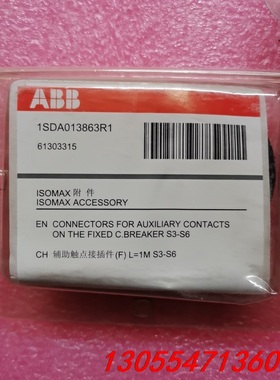 ABB
1SDA013863R1
61303315
ISOMAX 附 件
ISOMAX ACCESSORY
EN CONNECTORS FOR AUXILIARY CONTACTS
ON THE FIXED C.BREAKER S3-S6
CH 辅助触点接插件(F) L=1M S3-S6
13055471360